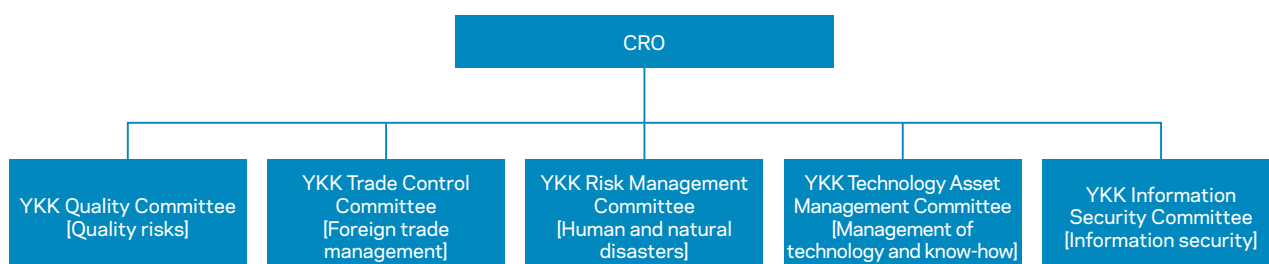 CRO
YKK Quality Committee
[Quality risks]
YKK Trade Control
Committee
[Foreign trade
management]
YKK Risk Management
Committee
[Human and natural
disasters]
YKK Technology Asset
Management Committee
[Management of
technology and know-how]
YKK Information
Security Committee
[Information security]